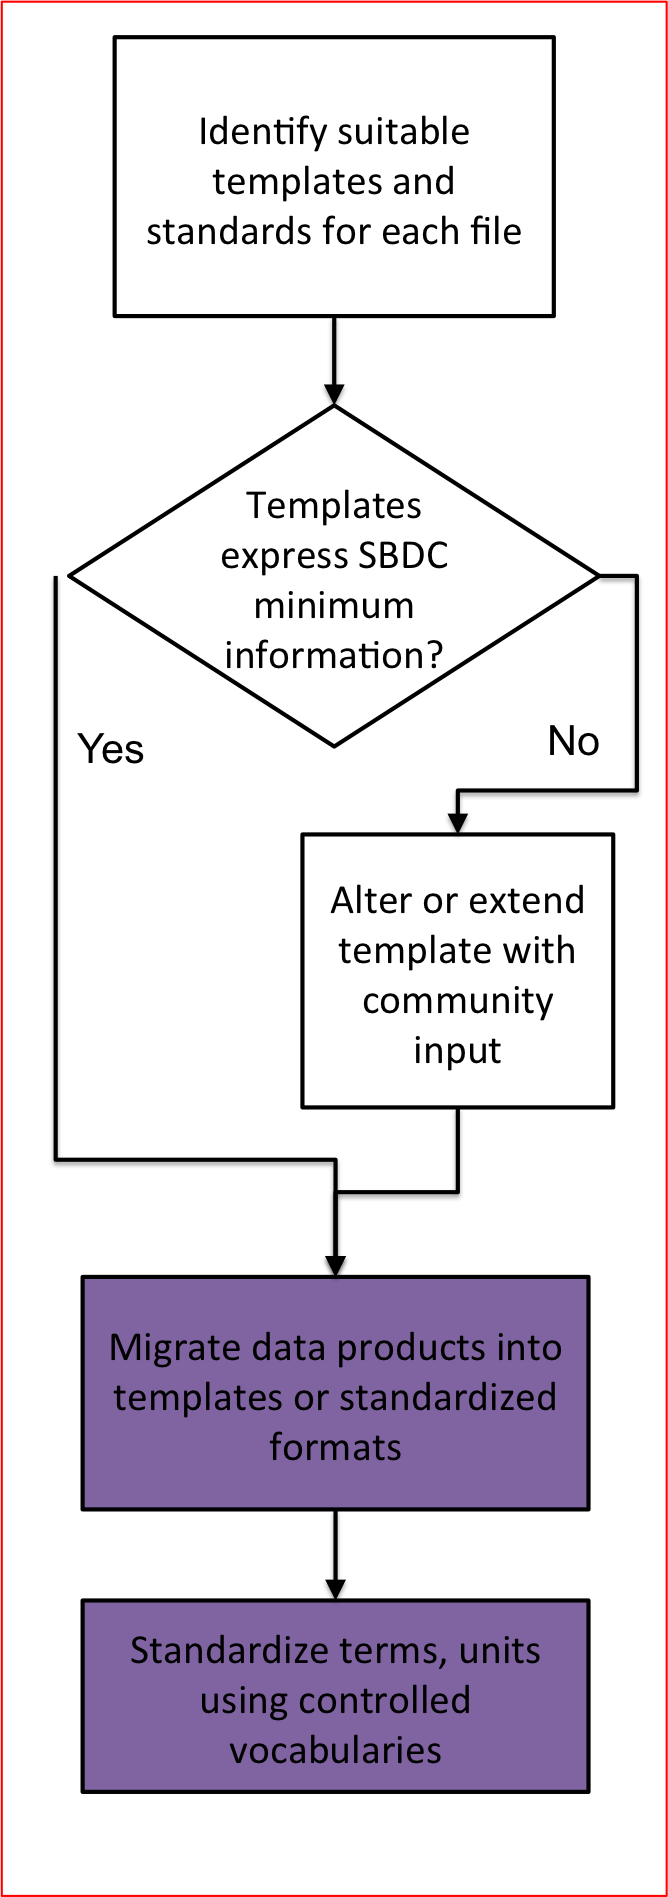 Identify suitable
templates and
standards for each file
Templates
express SBDC
minimum
information?
Yes
No
Alter or extend
template with
community
input
Migrate data products into
templates or standardized
formats
Standardize terms, units
using controlled
vocabularies